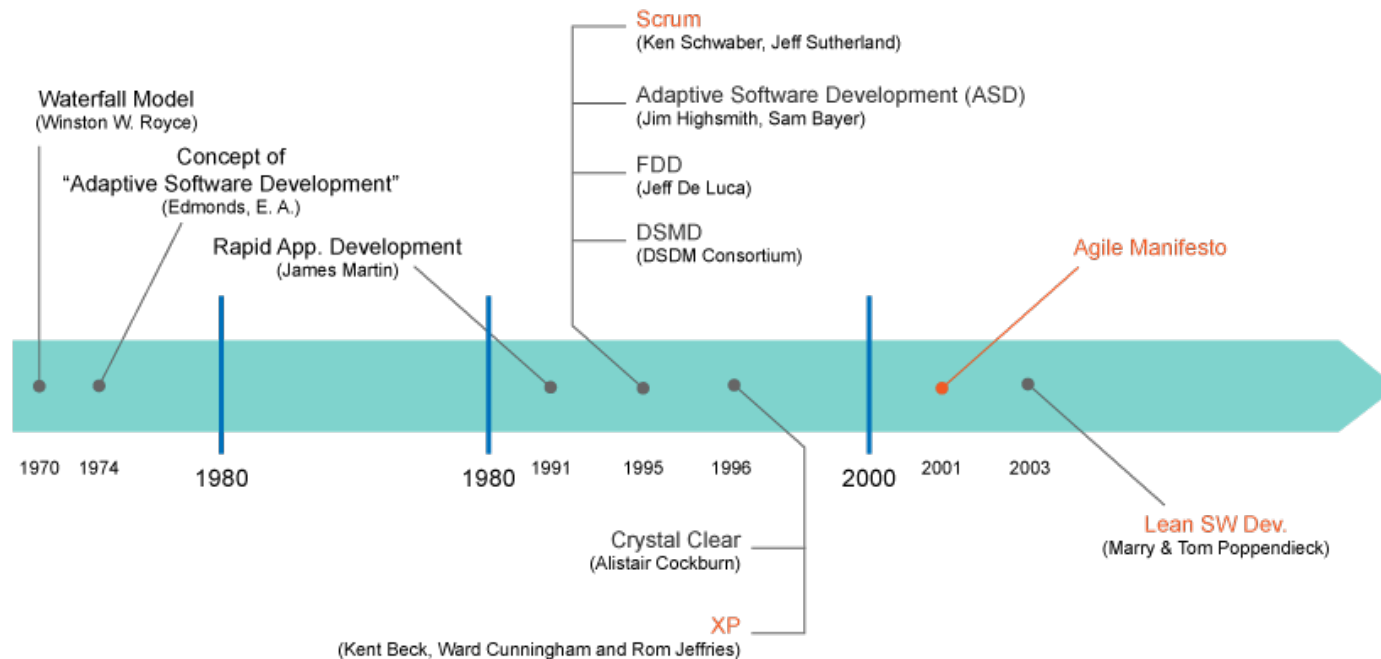 Scrum
(Ken Schwaber, Jeff Sutherland)
Waterfall Model
(Winston W. Royce)
Adaptive Software Development (ASD)
(Jim Highsmith, Sam Bayer)
Concept of
“Adaptive Software Development”
(Edmonds, E. A.)
FDD
(Jeff De Luca)
Rapid App. Development
(James Martin)
DSMD
(DSDM Consortium)
Agile Manifesto
1970
1974
1980
1980
1991
1995
1996
2000
2001
2003
Crystal Clear
(Alistair Cockburn)
Lean SW Dev.
(Marry & Tom Poppendieck)
XP
(Kent Beck, Ward Cunningham and Rom Jeffries)